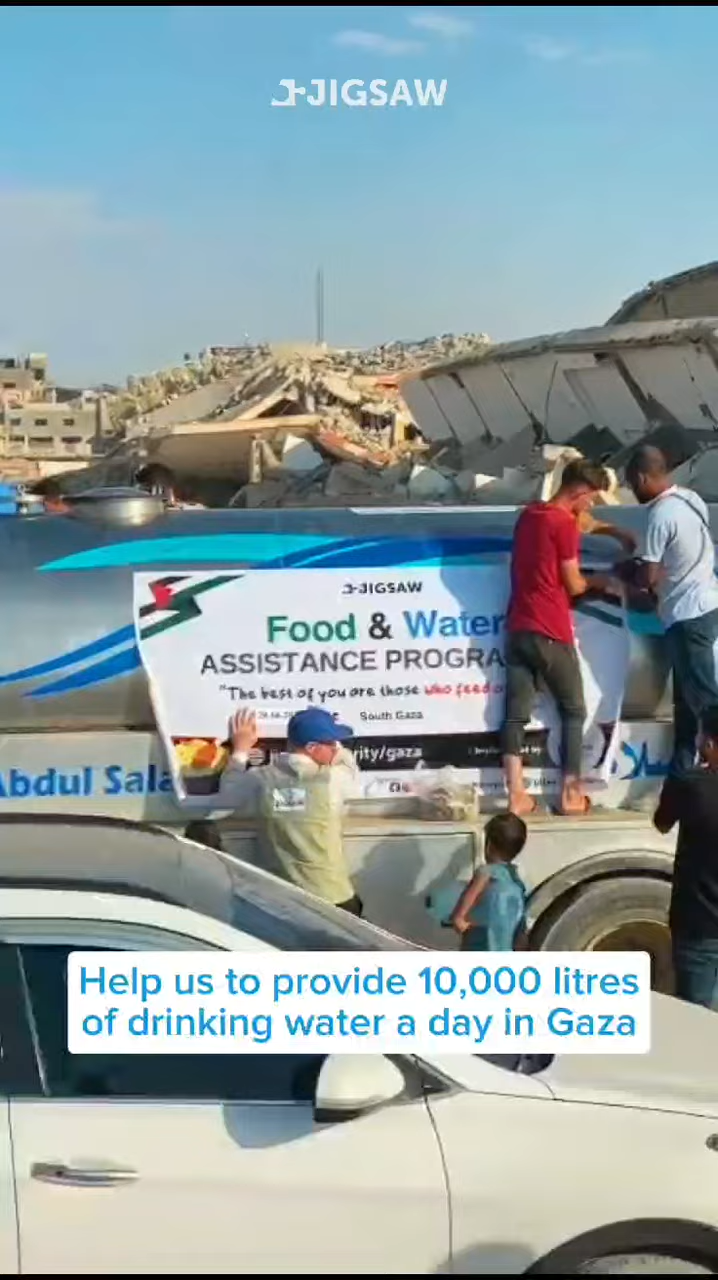 JIGSAW
JIGSAW
Food & Water
ASSISTANCE PROGRA
"The best of you are those who feed o
South Gaza
rity/gaza
Abdul Sala
Help us to provide 10,000 litres
of drinking water a day in Gaza